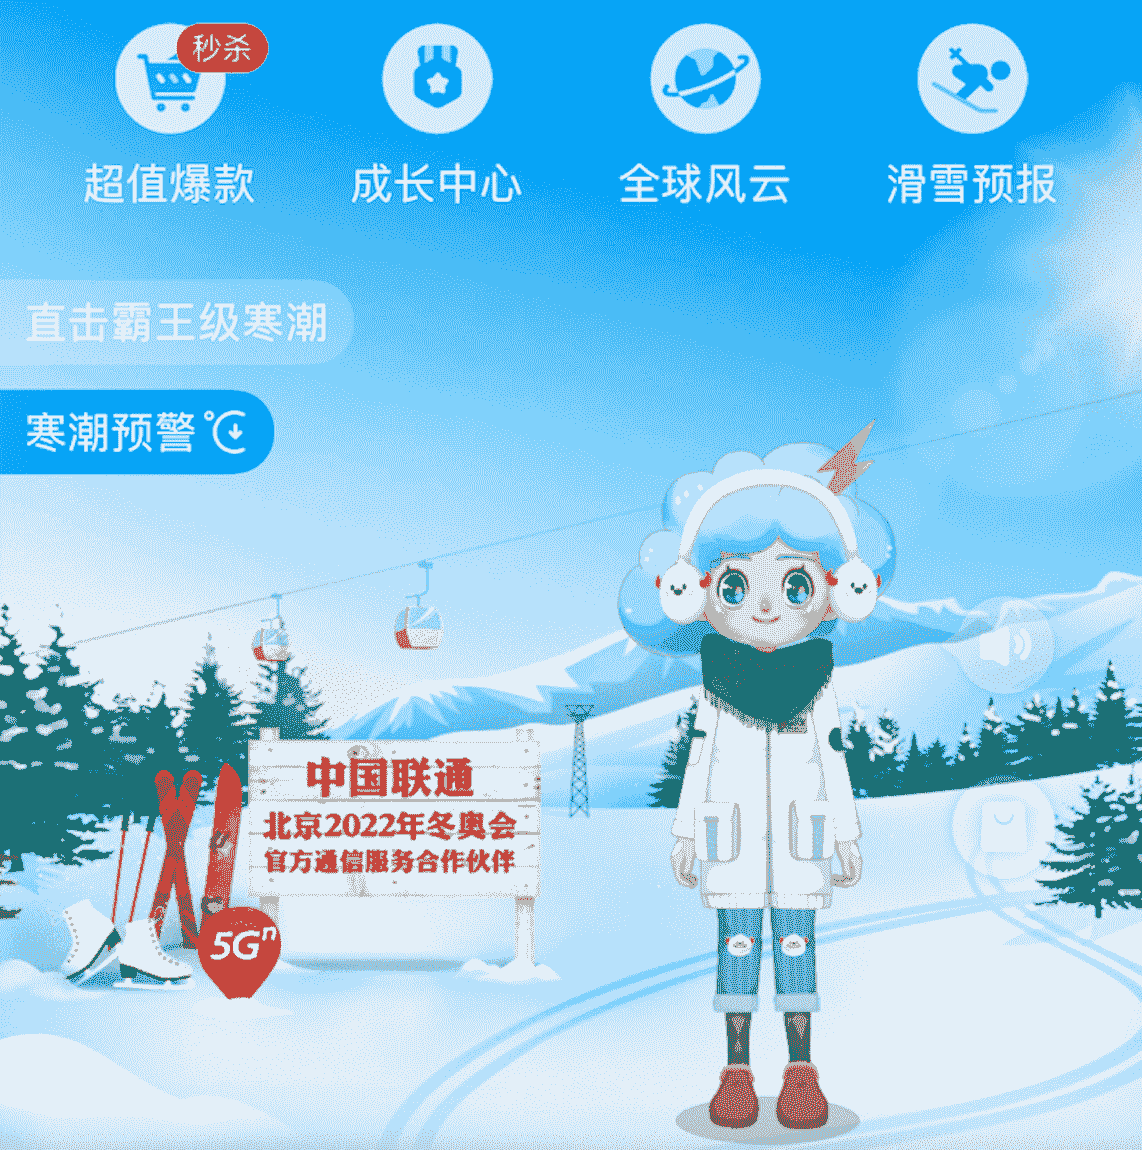 秒杀
超值爆款
成长中心
全球风云
滑雪预报
直击霸王级寒潮
寒潮预警℃
中国联通
北京2022年冬奥会
官方通信服务合作伙伴
5Gⁿ